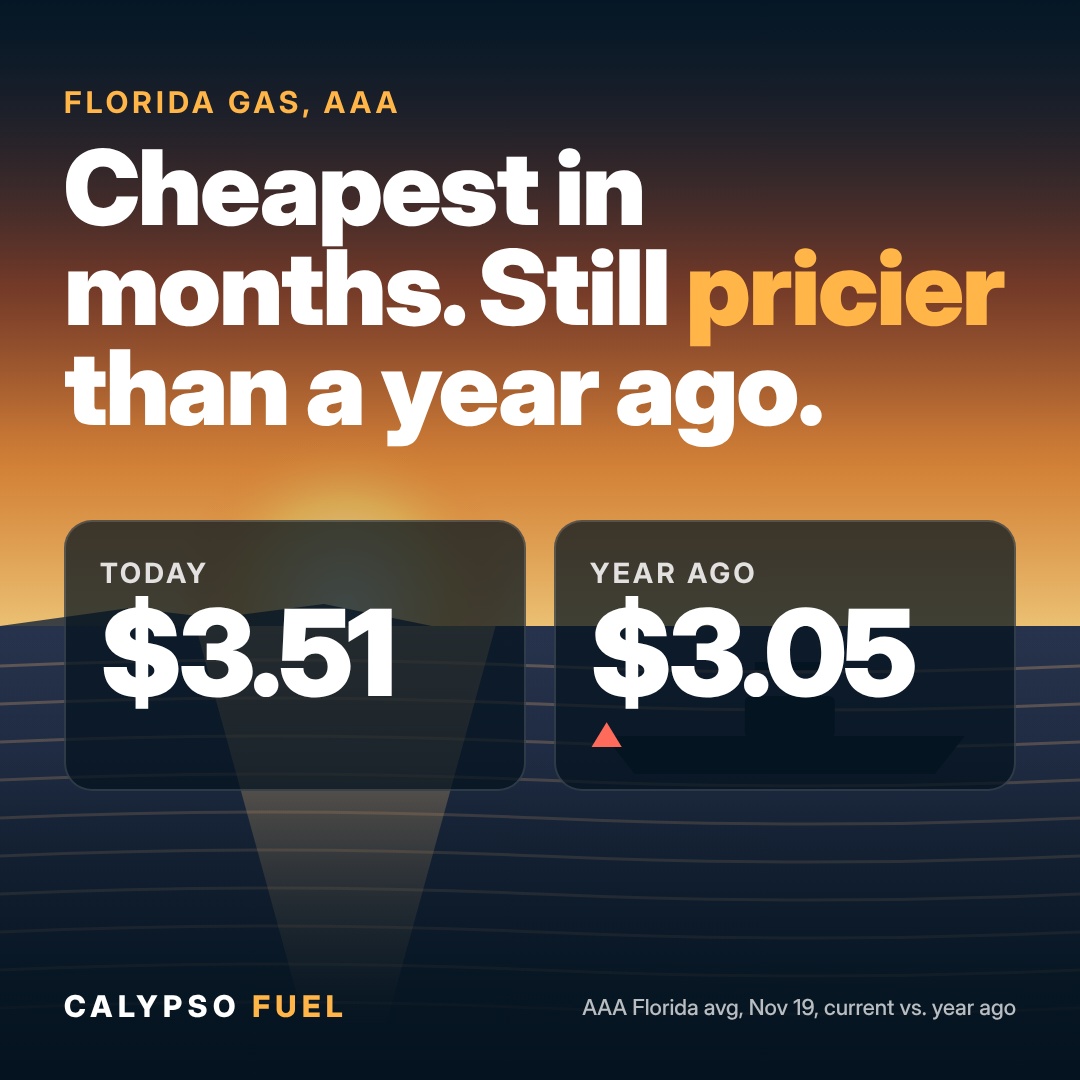 FLORIDA GAS, AAA
Cheapest in
months. Still pricier
than a year ago.
TODAY
$3.51
YEAR AGO
$3.05
CALYPSO FUEL
AAA Florida avg, Nov 19, current vs. year ago